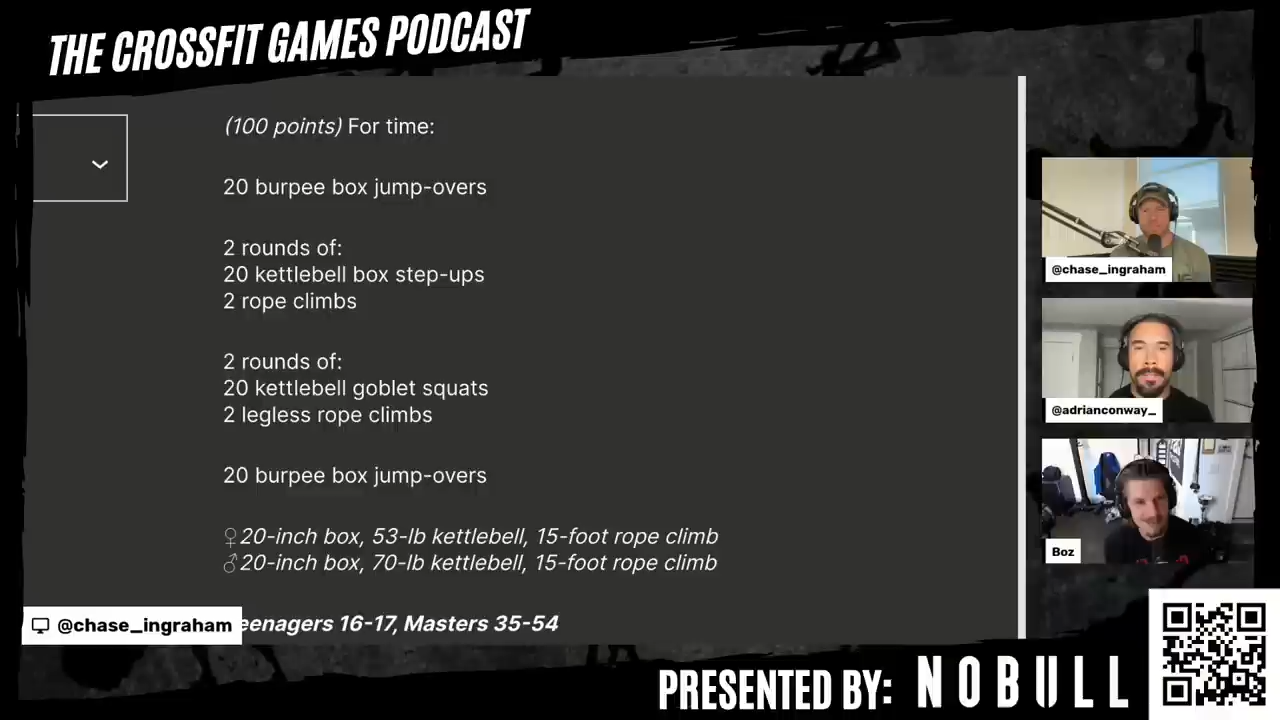 THE CROSSFIT GAMES PODCAST
(100 points) For time:
20 burpee box jump-overs
2 rounds of:
20 kettlebell box step-ups
2 rope climbs
2 rounds of:
20 kettlebell goblet squats
2 legless rope climbs
20 burpee box jump-overs
♀20-inch box, 53-lb kettlebell, 15-foot rope climb
♂20-inch box, 70-lb kettlebell, 15-foot rope climb
eenagers 16-17, Masters 35-54
@chase_ingraham
@chase_ingraham
@adrianconway_
Boz
PRESENTED BY: NOBULL